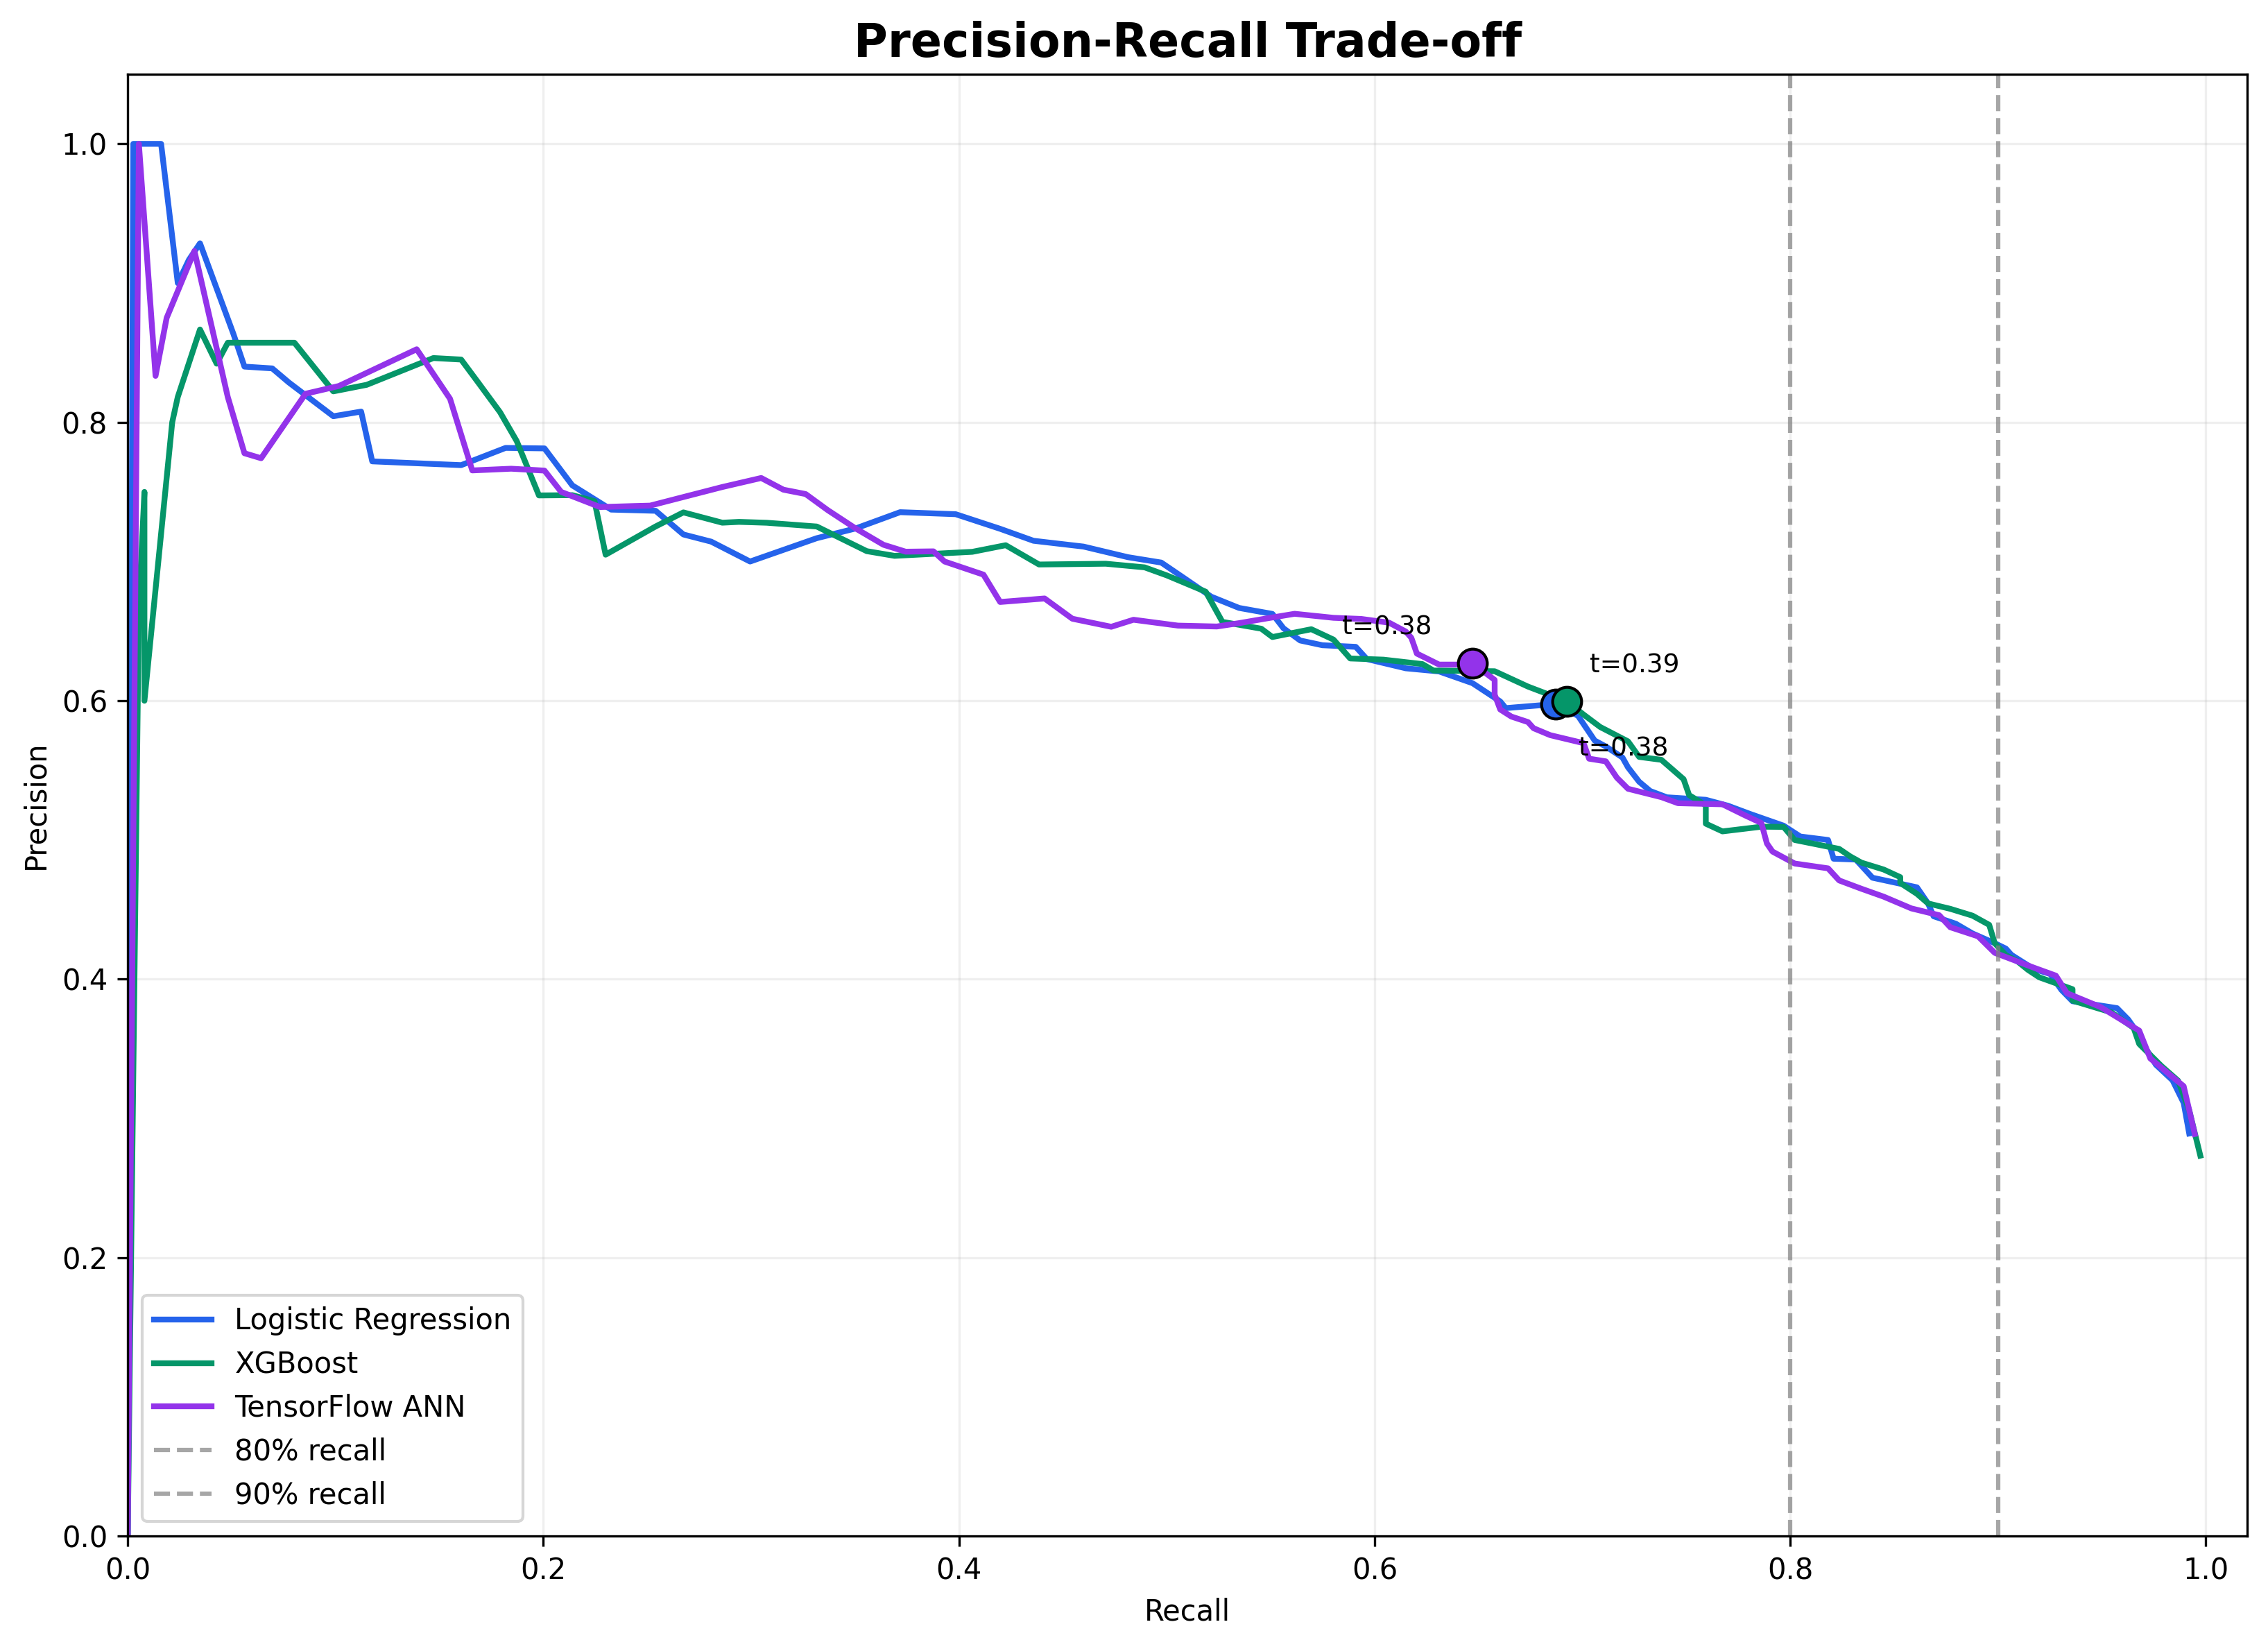 Precision-Recall Trade-off
1.0
0.8
0.6
0.4
0.2
0.0
Precision
t=0.38
t=0.39
t=0.38
Logistic Regression
XGBoost
TensorFlow ANN
80% recall
90% recall
0.0 0.2 0.4 0.6 0.8 1.0
Recall